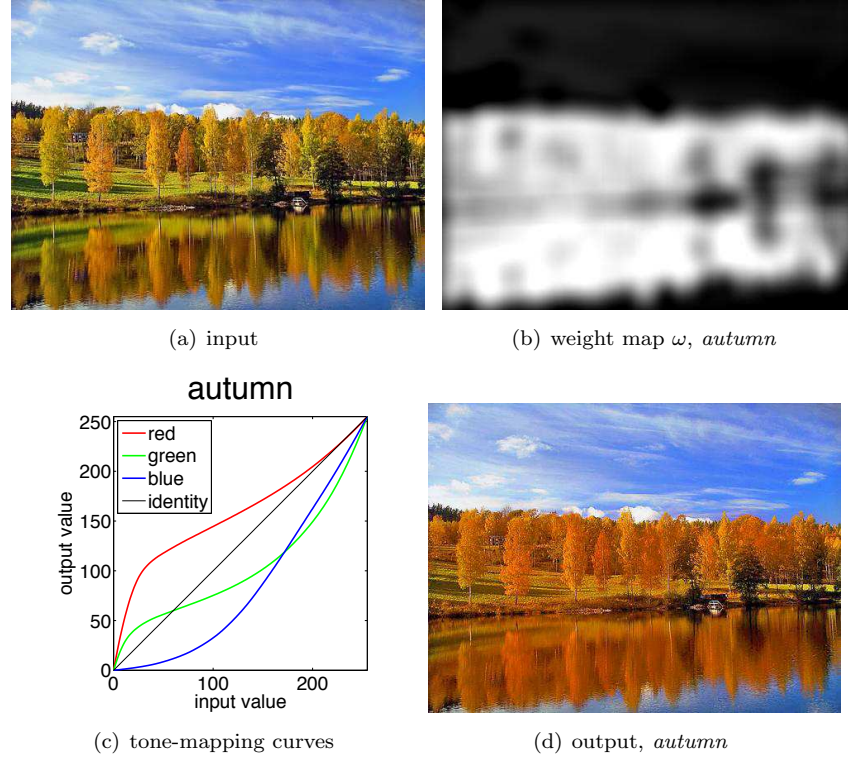 (a) input
(b) weight map ω, autumn
autumn
250
200
150
100
50
0
output value
red
green
blue
identity
0
100
200
input value
(c) tone-mapping curves
(d) output, autumn